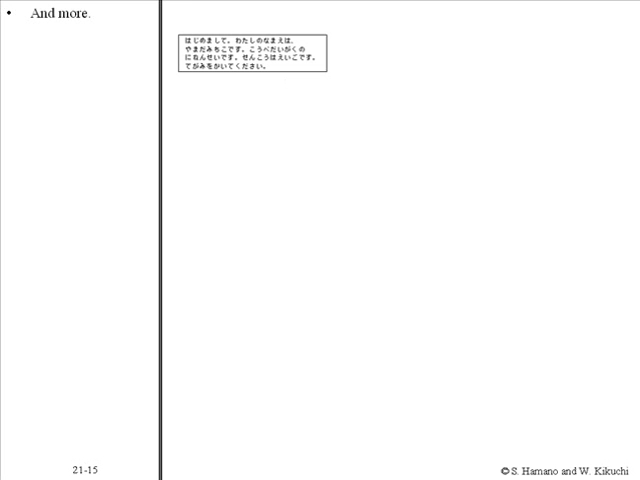 • And more.
はじめまして。わたしのなまえは、
やまだみちこです。こうべだいがくの
にねんせいです。せんこうはえいごです。
てがみをかいてください。
21-15
© S. Hamano and W. Kikuchi